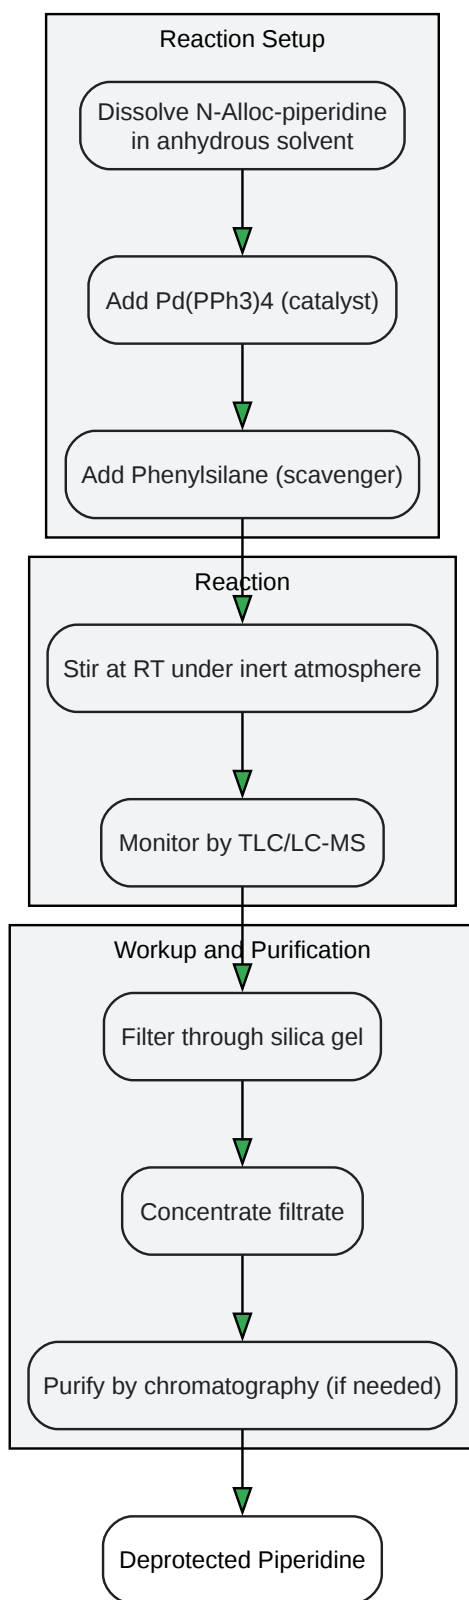 Reaction Setup
Dissolve N-Alloc-piperidine
in anhydrous solvent
Add Pd(PPh3)4 (catalyst)
Add Phenylsilane (scavenger)
Reaction
Stir at RT under inert atmosphere
Monitor by TLC/LC-MS
Workup and Purification
Filter through silica gel
Concentrate filtrate
Purify by chromatography (if needed)
Deprotected Piperidine